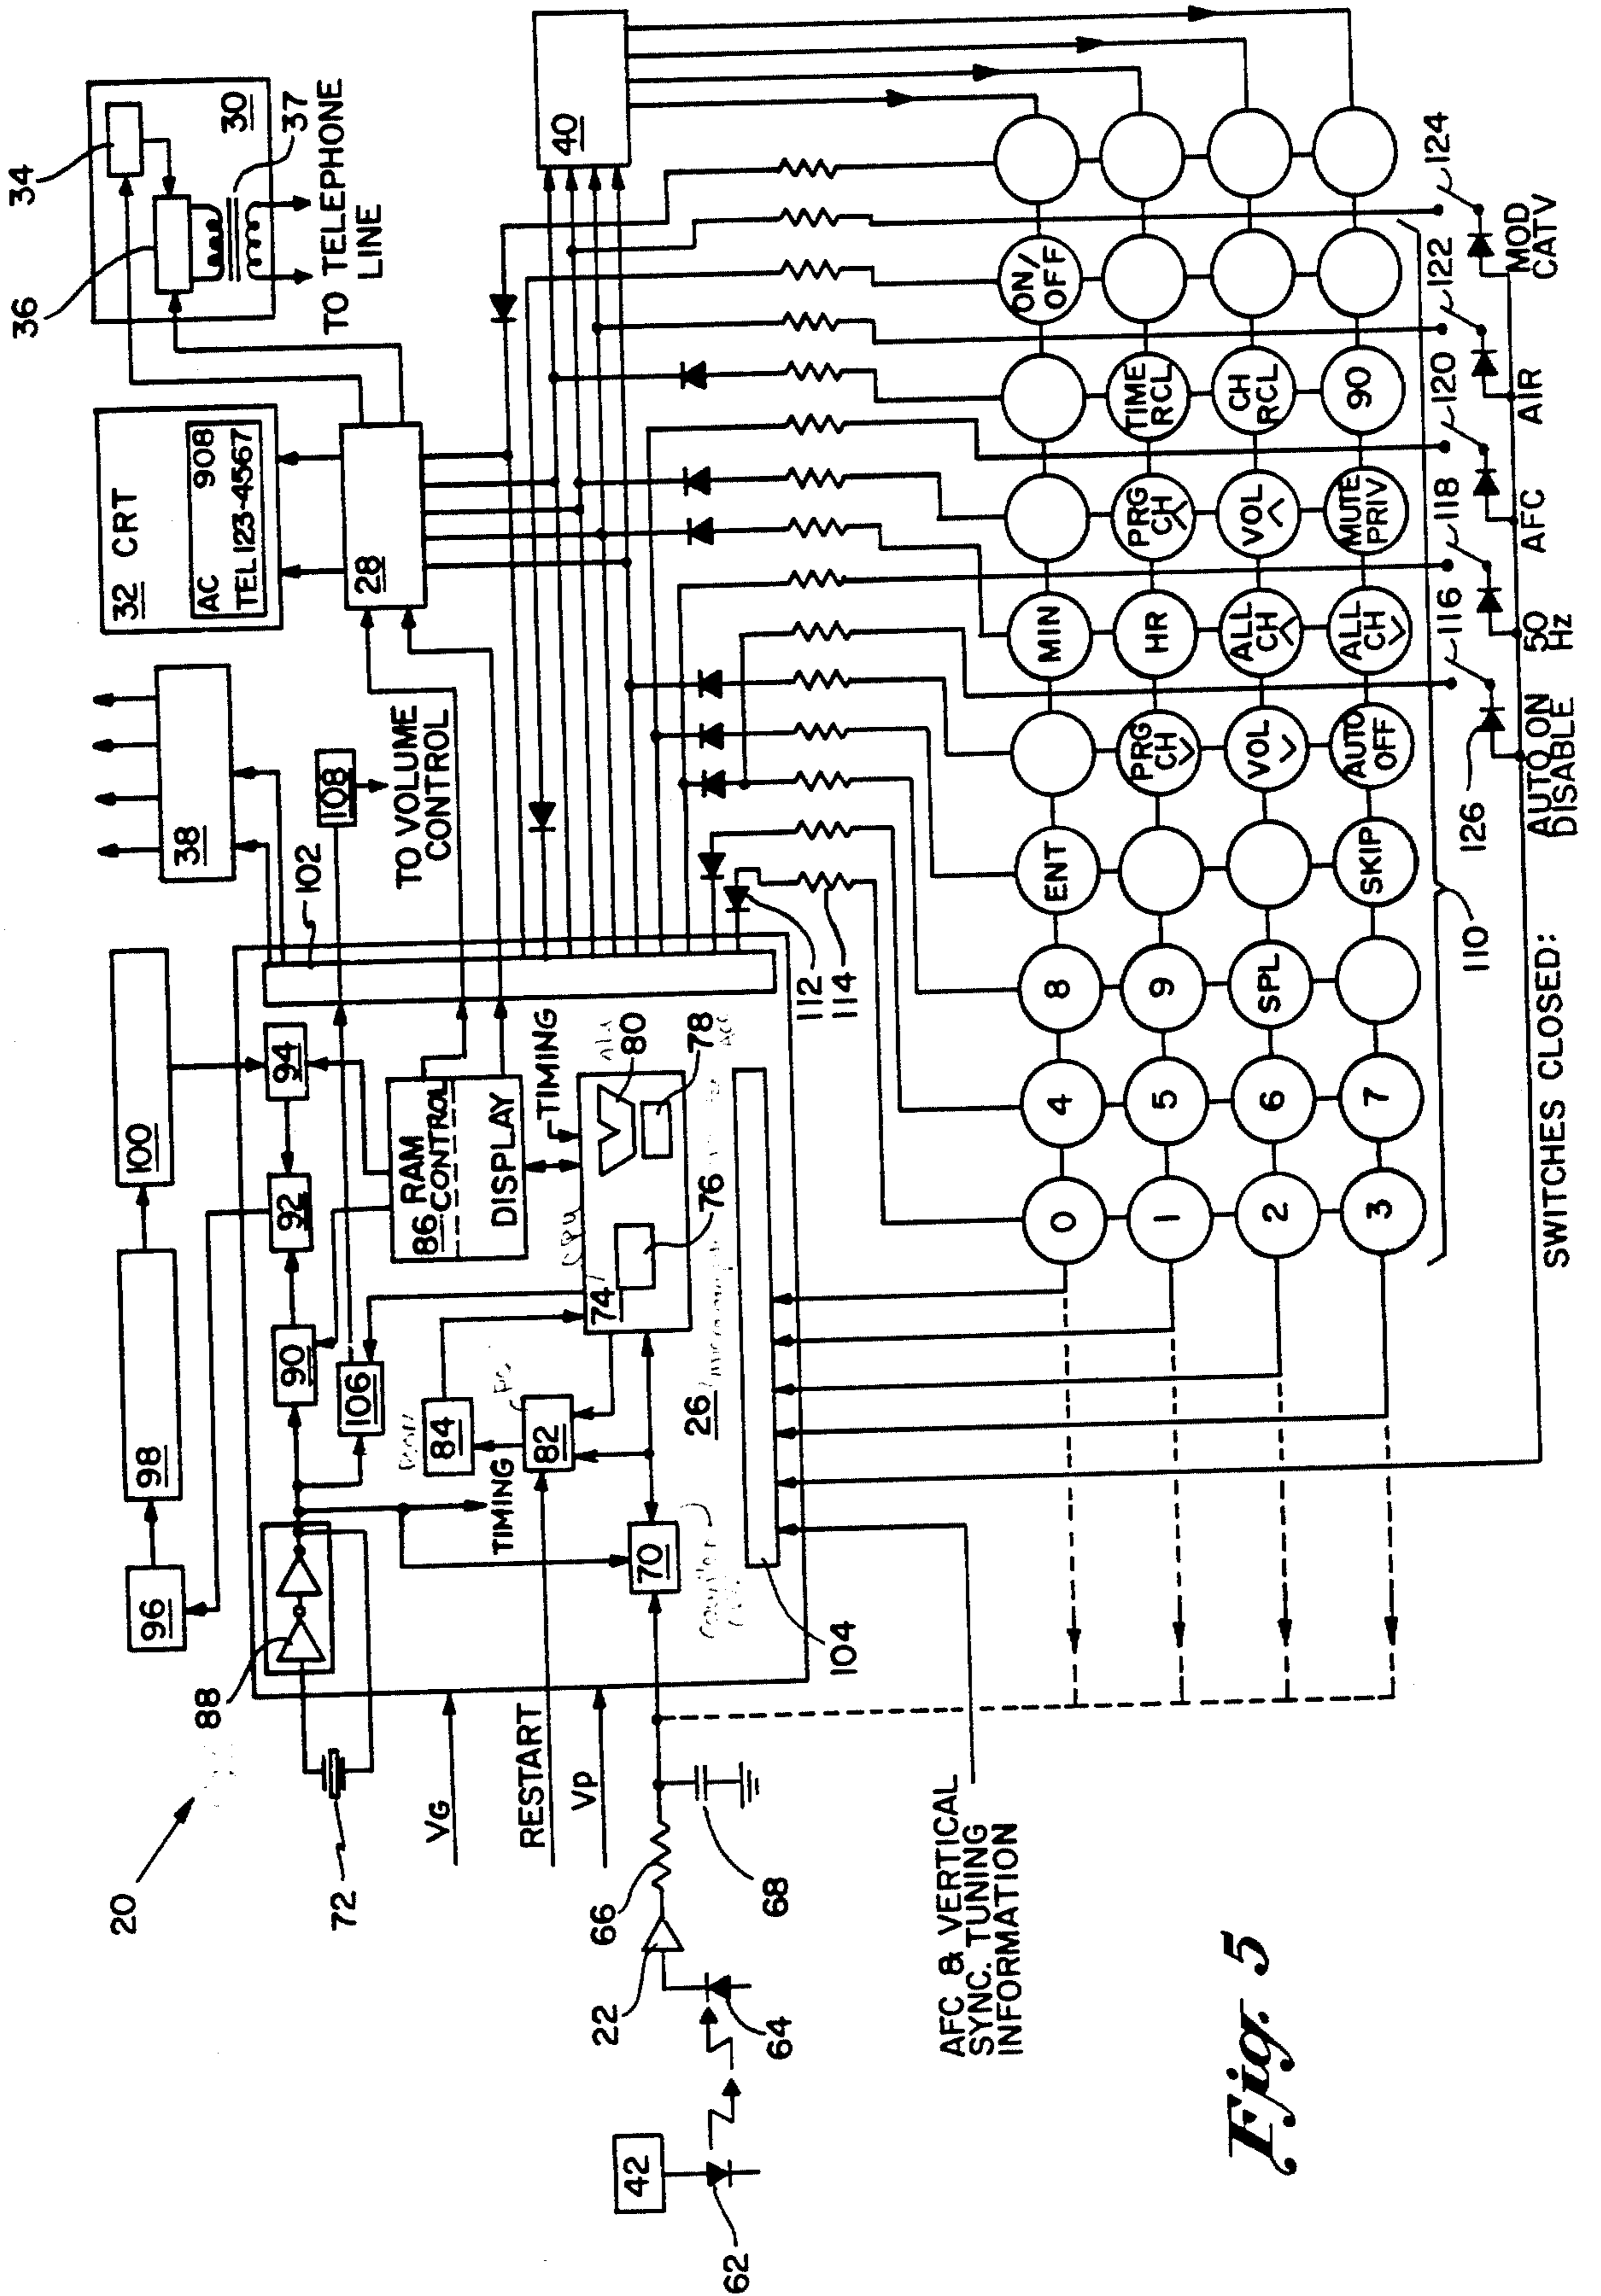 20
88
96
98
100
102
38
32 CRT
AC 908
TEL 123-4567
36
34
30
37
TO TELEPHONE
LINE
72
90
92
94
108
TO VOLUME
CONTROL
28
40
VG
RESTART
VP
106
84
82
TIMING
86 RAM
CONTROL
DISPLAY
TIMING
74
76
78
80
CPU
26
70
104
112
114
42
62
64
22
66
68
AFC & VERTICAL
SYNC. TUNING
INFORMATION
0
4
8
ENT
MIN
ON/
OFF
1
5
9
PRG
CH
HR
PRG
CH
TIME
RCL
2
6
SPL
VOL
ALL
CH
VOL
CH
RCL
3
7
SKIP
AUTO
OFF
ALL
CH
MUTE
PRIV
90
110
126
116
118
120
122
124
SWITCHES CLOSED:
AUTO ON
DISABLE
50
Hz
AFC
AIR
MOD
CATV
Fig. 5